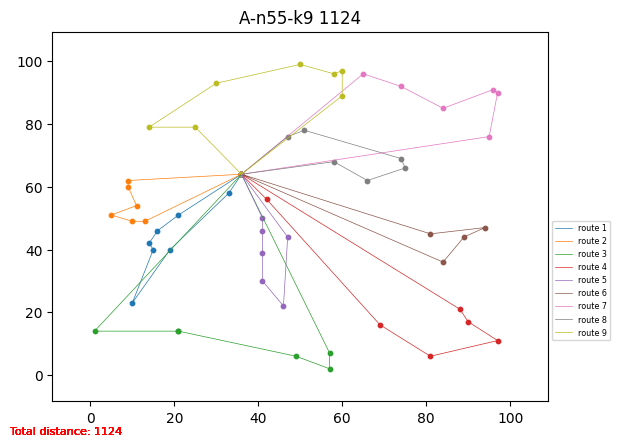 A-n55-k9 1124
100
80
60
40
20
0
0 20 40 60 80 100
route 1
route 2
route 3
route 4
route 5
route 6
route 7
route 8
route 9
Total distance: 1124